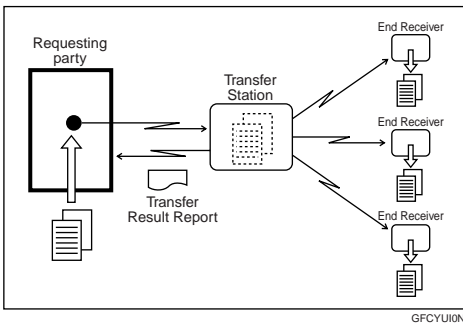 Requesting
party
Transfer
Station
Transfer
Result Report
End Receiver
End Receiver
End Receiver
GFCYUI0N